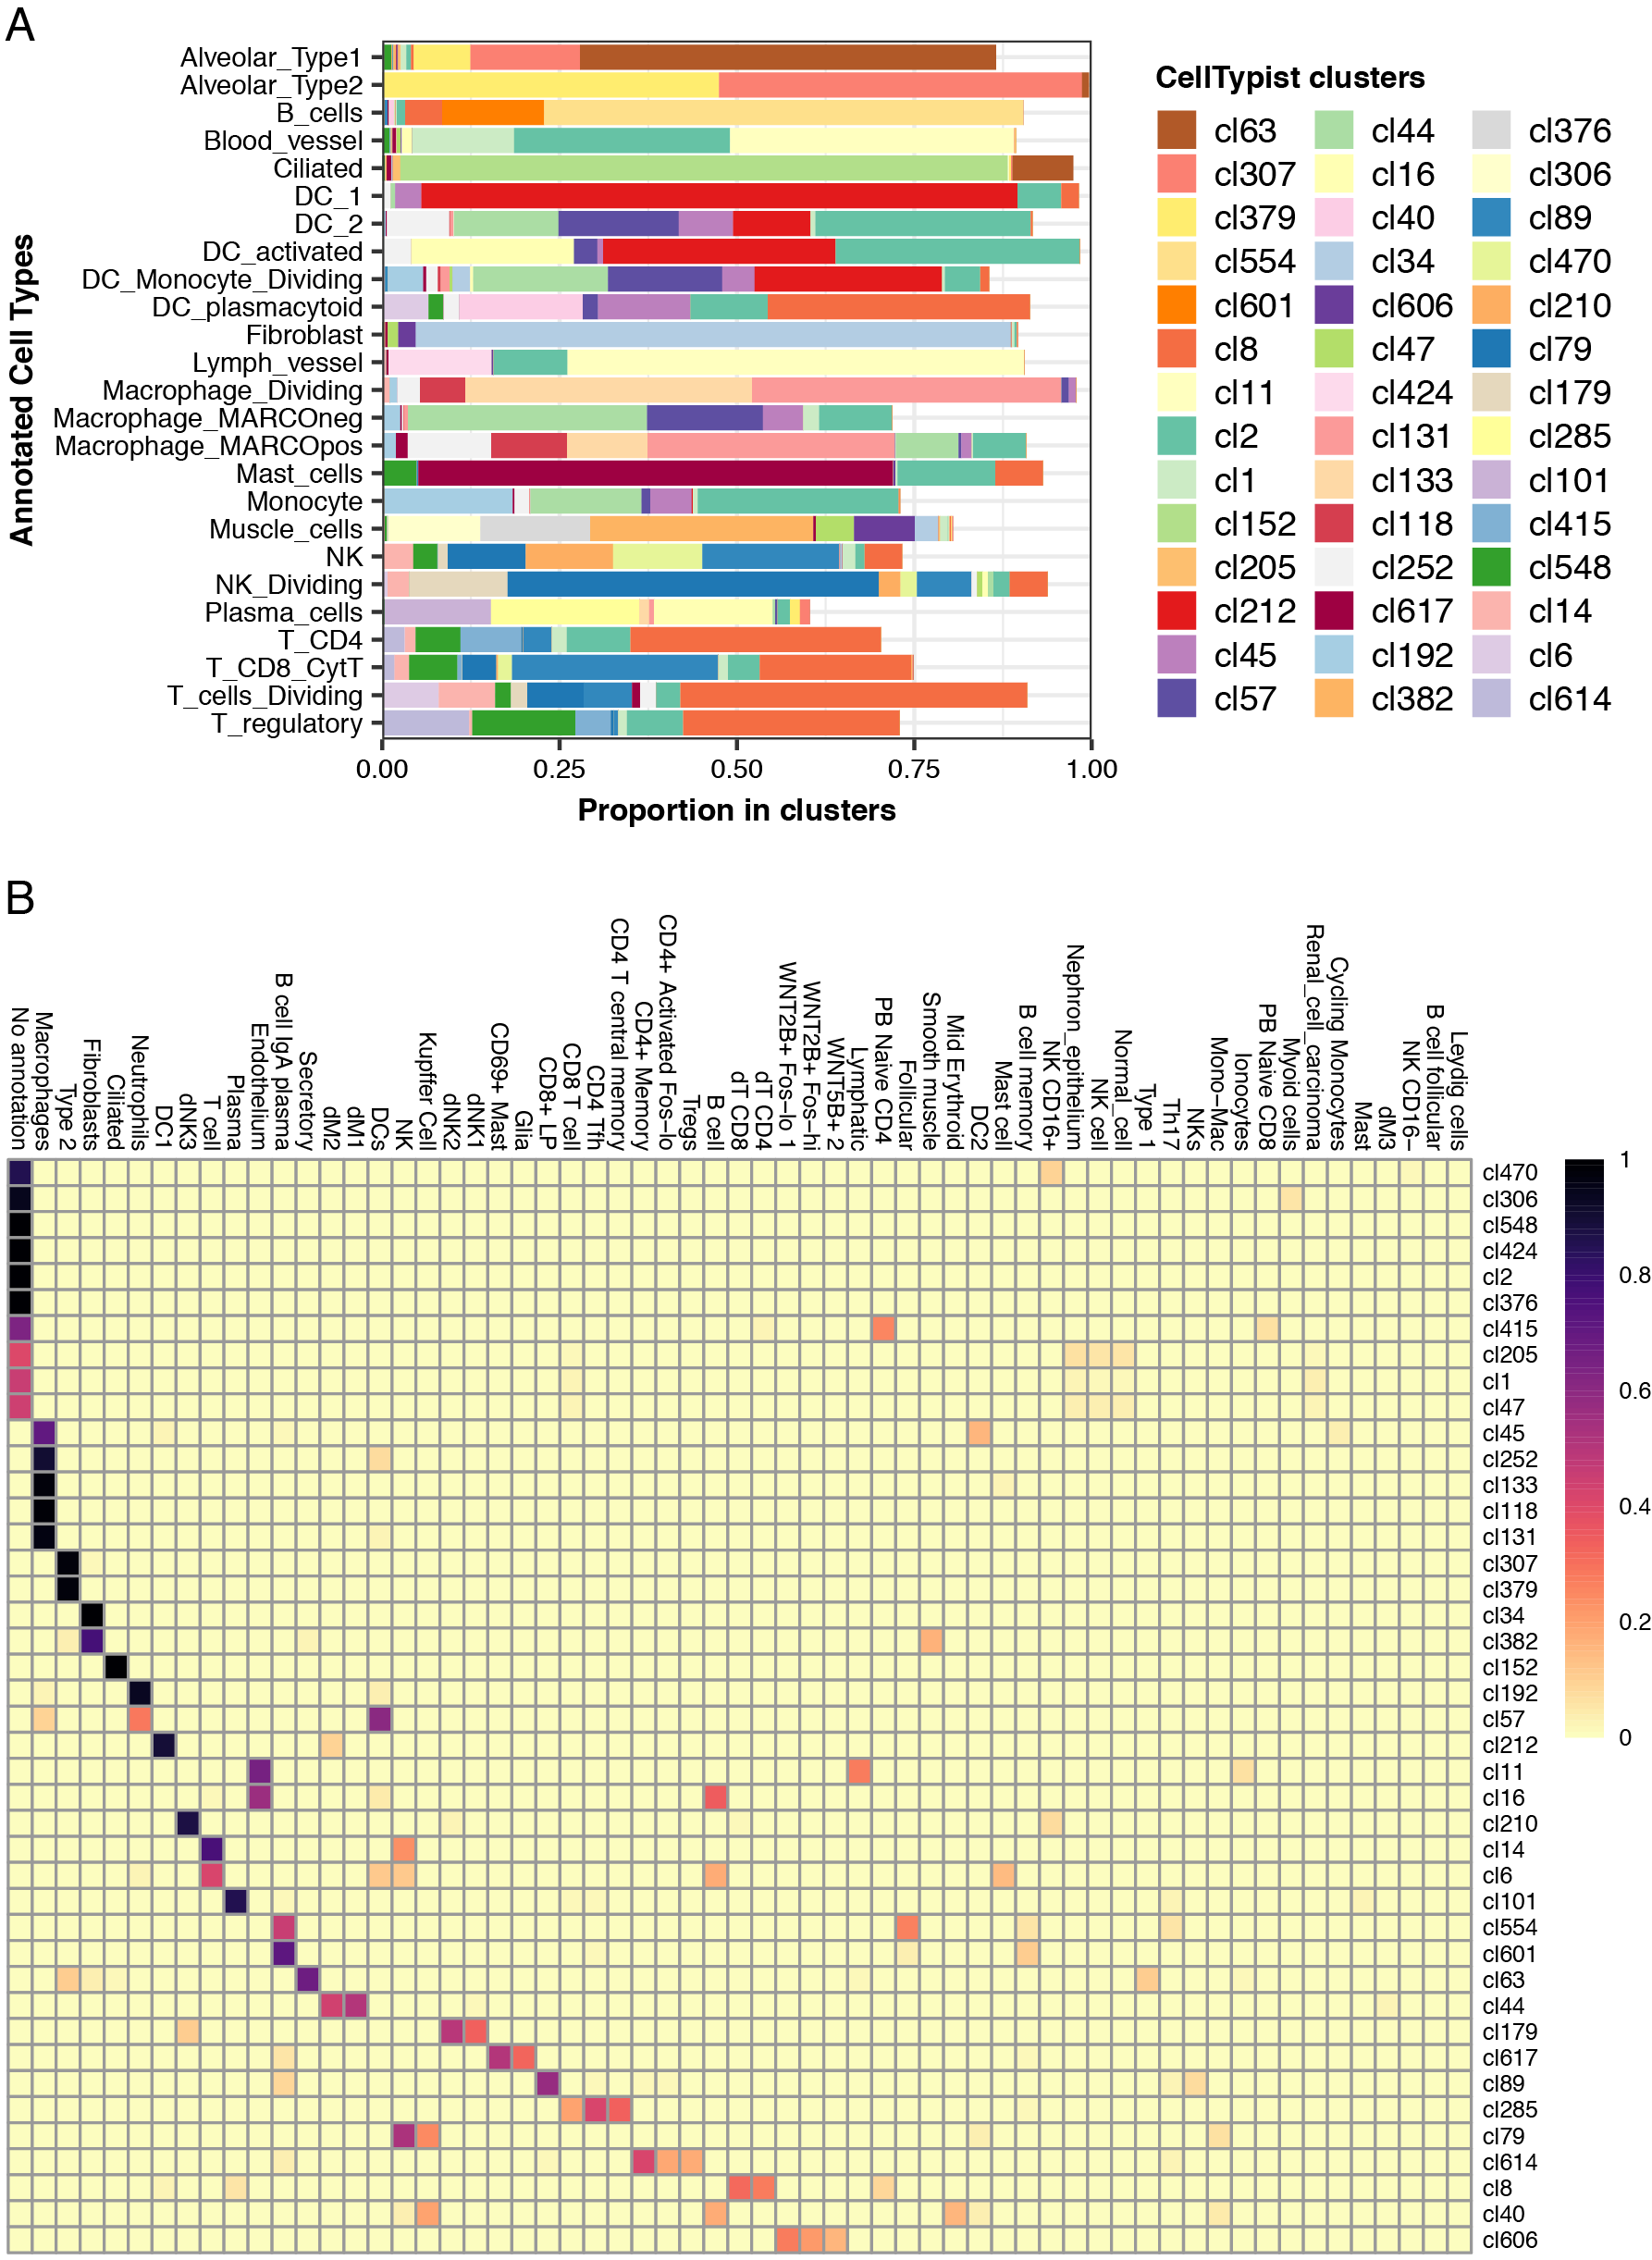 A
Annotated Cell Types
Alveolar_Type1
Alveolar_Type2
B_cells
Blood_vessel
Ciliated
DC_1
DC_2
DC_activated
DC_Monocyte_Dividing
DC_plasmacytoid
Fibroblast
Lymph_vessel
Macrophage_Dividing
Macrophage_MARCOneg
Macrophage_MARCOpos
Mast_cells
Monocyte
Muscle_cells
NK
NK_Dividing
Plasma_cells
T_CD4
T_CD8_CytT
T_cells_Dividing
T_regulatory
0.00 0.25 0.50 0.75 1.00
Proportion in clusters
CellTypist clusters
cl63 cl44 cl376
cl307 cl16 cl306
cl379 cl40 cl89
cl554 cl34 cl470
cl601 cl606 cl210
cl8 cl47 cl79
cl11 cl424 cl179
cl2 cl131 cl285
cl1 cl133 cl101
cl152 cl118 cl415
cl205 cl252 cl548
cl212 cl617 cl14
cl45 cl192 cl6
cl57 cl382 cl614
B
No annotation
Macrophages
Type 2
Fibroblasts
Ciliated
Neutrophils
DC1
dNK3
T cell
Plasma
Endothelium
B cell IgA plasma
Secretory
dM2
dM1
DCs
NK
Kupffer Cell
dNK2
dNK1
CD69+ Mast
Glia
CD8+ LP
CD8 T cell
CD4 Tfh
CD4 T central memory
CD4+ Memory
CD4+ Activated Fos−lo
Tregs
B cell
dT CD8
dT CD4
WNT2B+ Fos−lo 1
WNT2B+ Fos−hi
WNT5B+ 2
Lymphatic
PB Naive CD4
Follicular
Smooth muscle
Mid Erythroid
DC2
Mast cell
B cell memory
NK CD16+
Nephron_epithelium
NK cell
Normal_cell
Type 1
Th17
NKs
Mono−Mac
Ionocytes
PB Naive CD8
Myoid cells
Renal_cell_carcinoma
Cycling Monocytes
Mast
dM3
NK CD16−
B cell follicular
Leydig cells
cl470
cl306
cl548
cl424
cl2
cl376
cl415
cl205
cl1
cl47
cl45
cl252
cl133
cl118
cl131
cl307
cl379
cl34
cl382
cl152
cl192
cl57
cl212
cl11
cl16
cl210
cl14
cl6
cl101
cl554
cl601
cl63
cl44
cl179
cl617
cl89
cl285
cl79
cl614
cl8
cl40
cl606
1
0.8
0.6
0.4
0.2
0